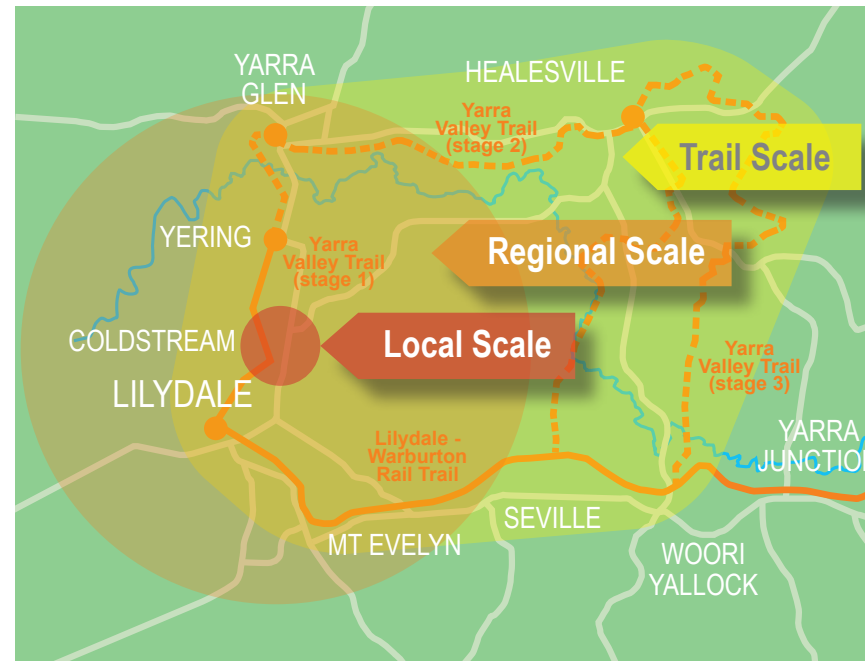 YARRA
GLEN
HEALESVILLE
Yarra
Valley Trail
(stage 2)
Trail Scale
YERING
Yarra
Valley Trail
(stage 1)
Regional Scale
COLDSTREAM
Local Scale
LILYDALE
Yarra
Valley Trail
(stage 3)
Lilydale -
Warburton
Rail Trail
YARRA
JUNCTION
SEVILLE
MT EVELYN
WOORI
YALLOCK